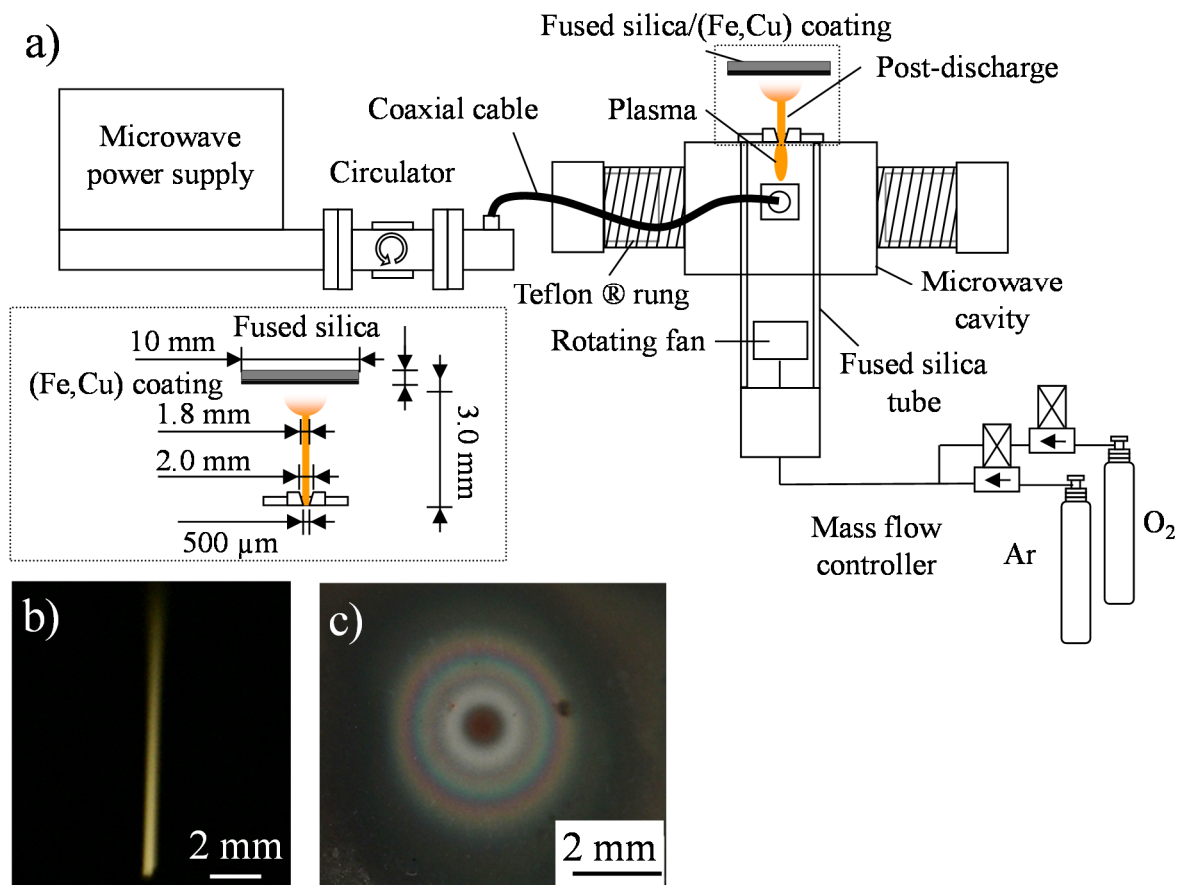 a)
Fused silica/(Fe,Cu) coating
Post-discharge
Coaxial cable
Plasma
Microwave
power supply
Circulator
Teflon ® rung
Microwave
cavity
Rotating fan
Fused silica
tube
Fused silica
10 mm
(Fe,Cu) coating
1.8 mm
3.0 mm
2.0 mm
500 µm
Mass flow
controller
Ar
O2
b)
2 mm
c)
2 mm